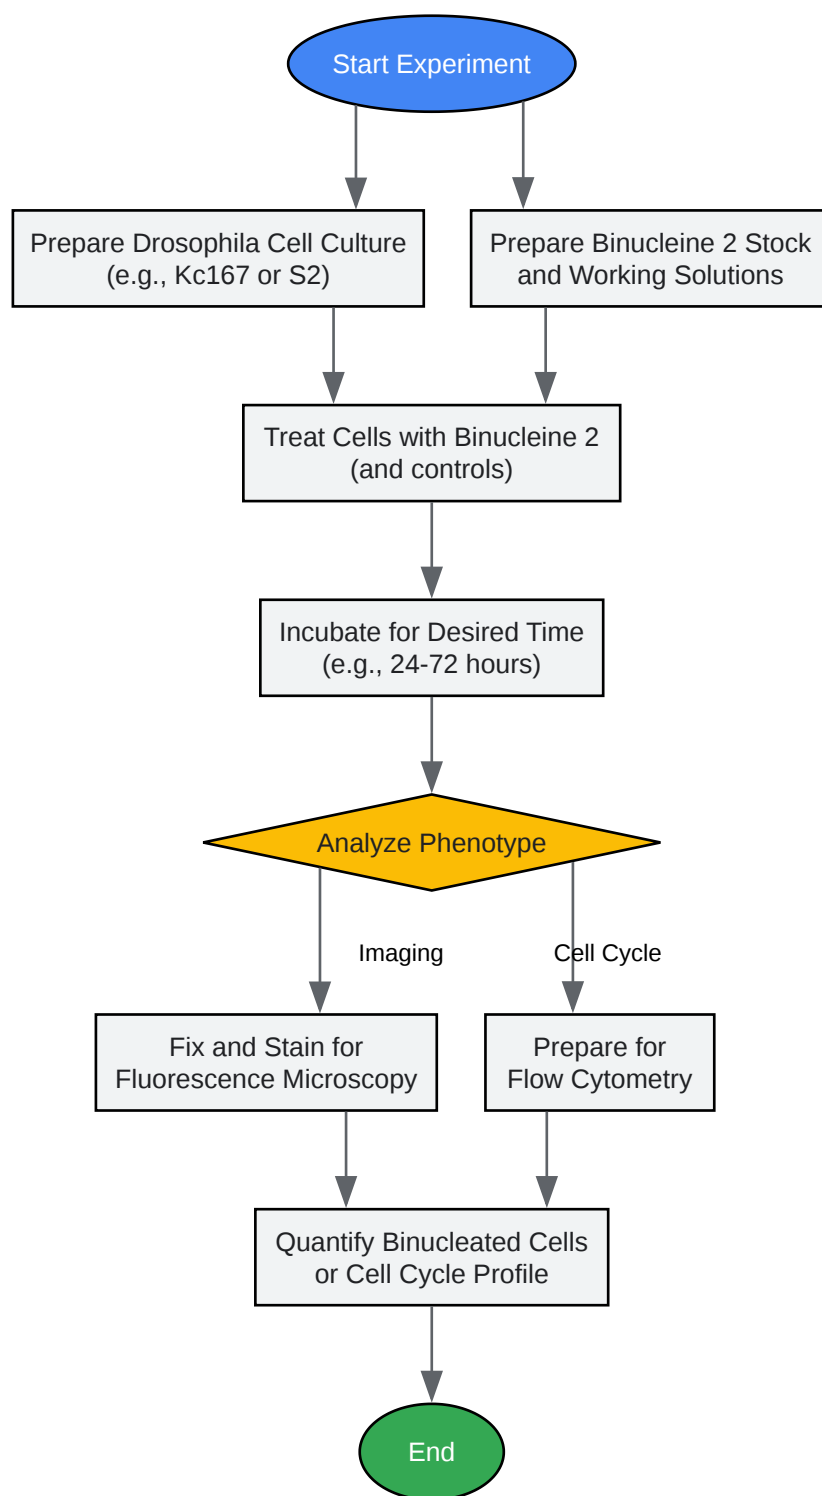 Start Experiment
Prepare Drosophila Cell Culture
(e.g., Kc167 or S2)
Prepare Binucleine 2 Stock
and Working Solutions
Treat Cells with Binucleine 2
(and controls)
Incubate for Desired Time
(e.g., 24-72 hours)
Analyze Phenotype
Imaging
Cell Cycle
Fix and Stain for
Fluorescence Microscopy
Prepare for
Flow Cytometry
Quantify Binucleated Cells
or Cell Cycle Profile
End